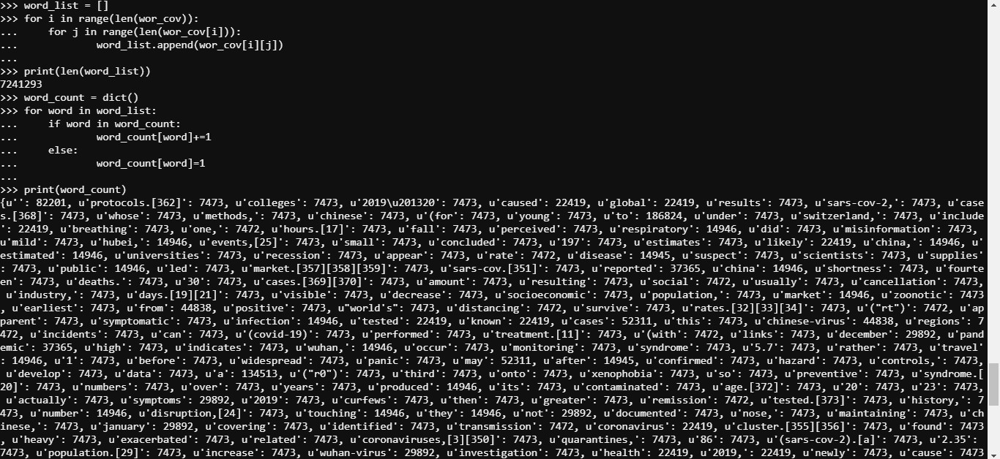 >>> word_list = []
>>> for i in range(len(wor_cov)):
...     for j in range(len(wor_cov[i])):
...             word_list.append(wor_cov[i][j])
...
>>> print(len(word_list))
7241293
>>> word_count = dict()
>>> for word in word_list:
...     if word in word_count:
...             word_count[word]+=1
...     else:
...             word_count[word]=1
...
>>> print(word_count)
{u'': 82201, u'protocols.[362]': 7473, u'colleges': 7473, u'2019\u201320': 7473, u'caused': 22419, u'global': 22419, u'results': 7473, u'sars-cov-2,': 7473, u'case
s.[368]': 7473, u'whose': 7473, u'methods,': 7473, u'chinese': 7473, u'(for': 7473, u'young': 7473, u'to': 186824, u'under': 7473, u'switzerland,': 7473, u'include
': 22419, u'breathing': 7473, u'one,': 7472, u'hours.[17]': 7473, u'fall': 7473, u'perceived': 7473, u'respiratory': 14946, u'did': 7473, u'misinformation': 7473,
u'mild': 7473, u'hubei,': 14946, u'events,[25]': 7473, u'small': 7473, u'concluded': 7473, u'197': 7473, u'estimates': 7473, u'likely': 22419, u'china,': 14946, u'
estimated': 14946, u'universities': 7473, u'recession': 7473, u'appear': 7473, u'rate': 7472, u'disease': 14945, u'suspect': 7473, u'scientists': 7473, u'supplies'
: 7473, u'public': 14946, u'led': 7473, u'market.[357][358][359]': 7473, u'sars-cov.[351]': 7473, u'reported': 37365, u'china': 14946, u'shortness': 7473, u'fourte
en': 7473, u'deaths.': 7473, u'30': 7473, u'cases.[369][370]': 7473, u'amount': 7473, u'resulting': 7473, u'social': 7472, u'usually': 7473, u'cancellation': 7473,
 u'industry,': 7473, u'days.[19][21]': 7473, u'visible': 7473, u'decrease': 7473, u'socioeconomic': 7473, u'population,': 7473, u'market': 14946, u'zoonotic': 7473
, u'earliest': 7473, u'from': 44838, u'positive': 7473, u"world's": 7473, u'distancing': 7472, u'survive': 7473, u'rates.[32][33][34]': 7473, u'("rt")': 7472, u'ap
parent': 7473, u'symptomatic': 7473, u'infection': 14946, u'tested': 22419, u'known': 22419, u'cases': 52311, u'this': 7473, u'chinese-virus': 44838, u'regions': 7
472, u'incidents': 7473, u'can': 7473, u'(covid-19)': 7473, u'performed': 7473, u'treatment.[11]': 7473, u'(with': 7472, u'links': 7473, u'december': 29892, u'pand
emic': 37365, u'high': 7473, u'indicates': 7473, u'wuhan,': 14946, u'occur': 7473, u'monitoring': 7473, u'syndrome': 7473, u'5.7': 7473, u'rather': 7473, u'travel'
: 14946, u'1': 7473, u'before': 7473, u'widespread': 7473, u'panic': 7473, u'may': 52311, u'after': 14945, u'confirmed': 7473, u'hazard': 7473, u'controls,': 7473,
 u'develop': 7473, u'data': 7473, u'a': 134513, u'("r0")': 7473, u'third': 7473, u'onto': 7473, u'xenophobia': 7473, u'so': 7473, u'preventive': 7473, u'syndrome.[
20]': 7473, u'numbers': 7473, u'over': 7473, u'years': 7473, u'produced': 14946, u'its': 7473, u'contaminated': 7473, u'age.[372]': 7473, u'20': 7473, u'23': 7473,
 u'actually': 7473, u'symptoms': 29892, u'2019': 7473, u'curfews': 7473, u'then': 7473, u'greater': 7473, u'remission': 7472, u'tested.[373]': 7473, u'history,': 7
473, u'number': 14946, u'disruption,[24]': 7473, u'touching': 14946, u'they': 14946, u'not': 29892, u'documented': 7473, u'nose,': 7473, u'maintaining': 7473, u'ch
inese,': 7473, u'january': 29892, u'covering': 7473, u'identified': 7473, u'transmission': 7472, u'coronavirus': 22419, u'cluster.[355][356]': 7473, u'found': 7473
, u'heavy': 7473, u'exacerbated': 7473, u'related': 7473, u'coronaviruses,[3][350]': 7473, u'quarantines,': 7473, u'86': 7473, u'(sars-cov-2).[a]': 7473, u'2.35':
7473, u'population.[29]': 7473, u'increase': 7473, u'wuhan-virus': 29892, u'investigation': 7473, u'health': 22419, u'2019,': 22419, u'newly': 7473, u'cause': 7473